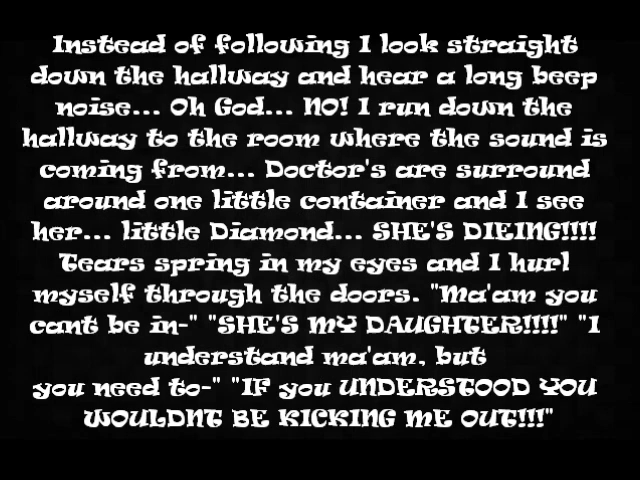 Instead of following I look straight
down the hallway and hear a long beep
noise... Oh God... NO! I run down the
hallway to the room where the sound is
coming from... Doctor's are surround
around one little container and I see
her... little Diamond... SHE'S DIEING!!!!
Tears spring in my eyes and I hurl
myself through the doors. "Ma'am you
cant be in-" "SHE'S MY DAUGHTER!!!!" "I
understand ma'am, but
you need to-" "IF you UNDERSTOOD YOU
WOULDNT BE KICKING ME OUT!!!"